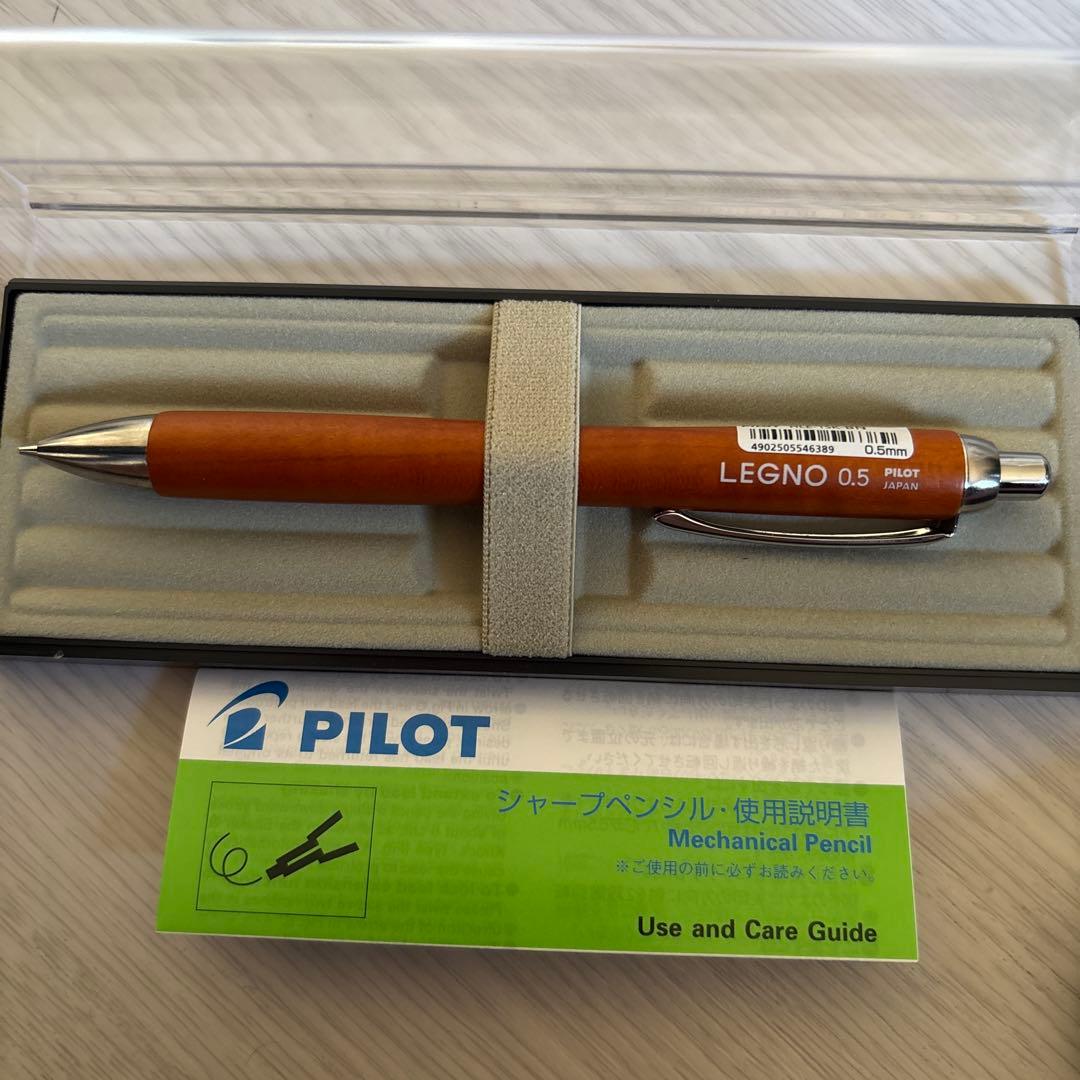 4902505546389 0.5mm
LEGNO 0.5 PILOT
JAPAN
PILOT
シャープペンシル・使用説明書
Mechanical Pencil
※ご使用の前に必ずお読みください。
Use and Care Guide